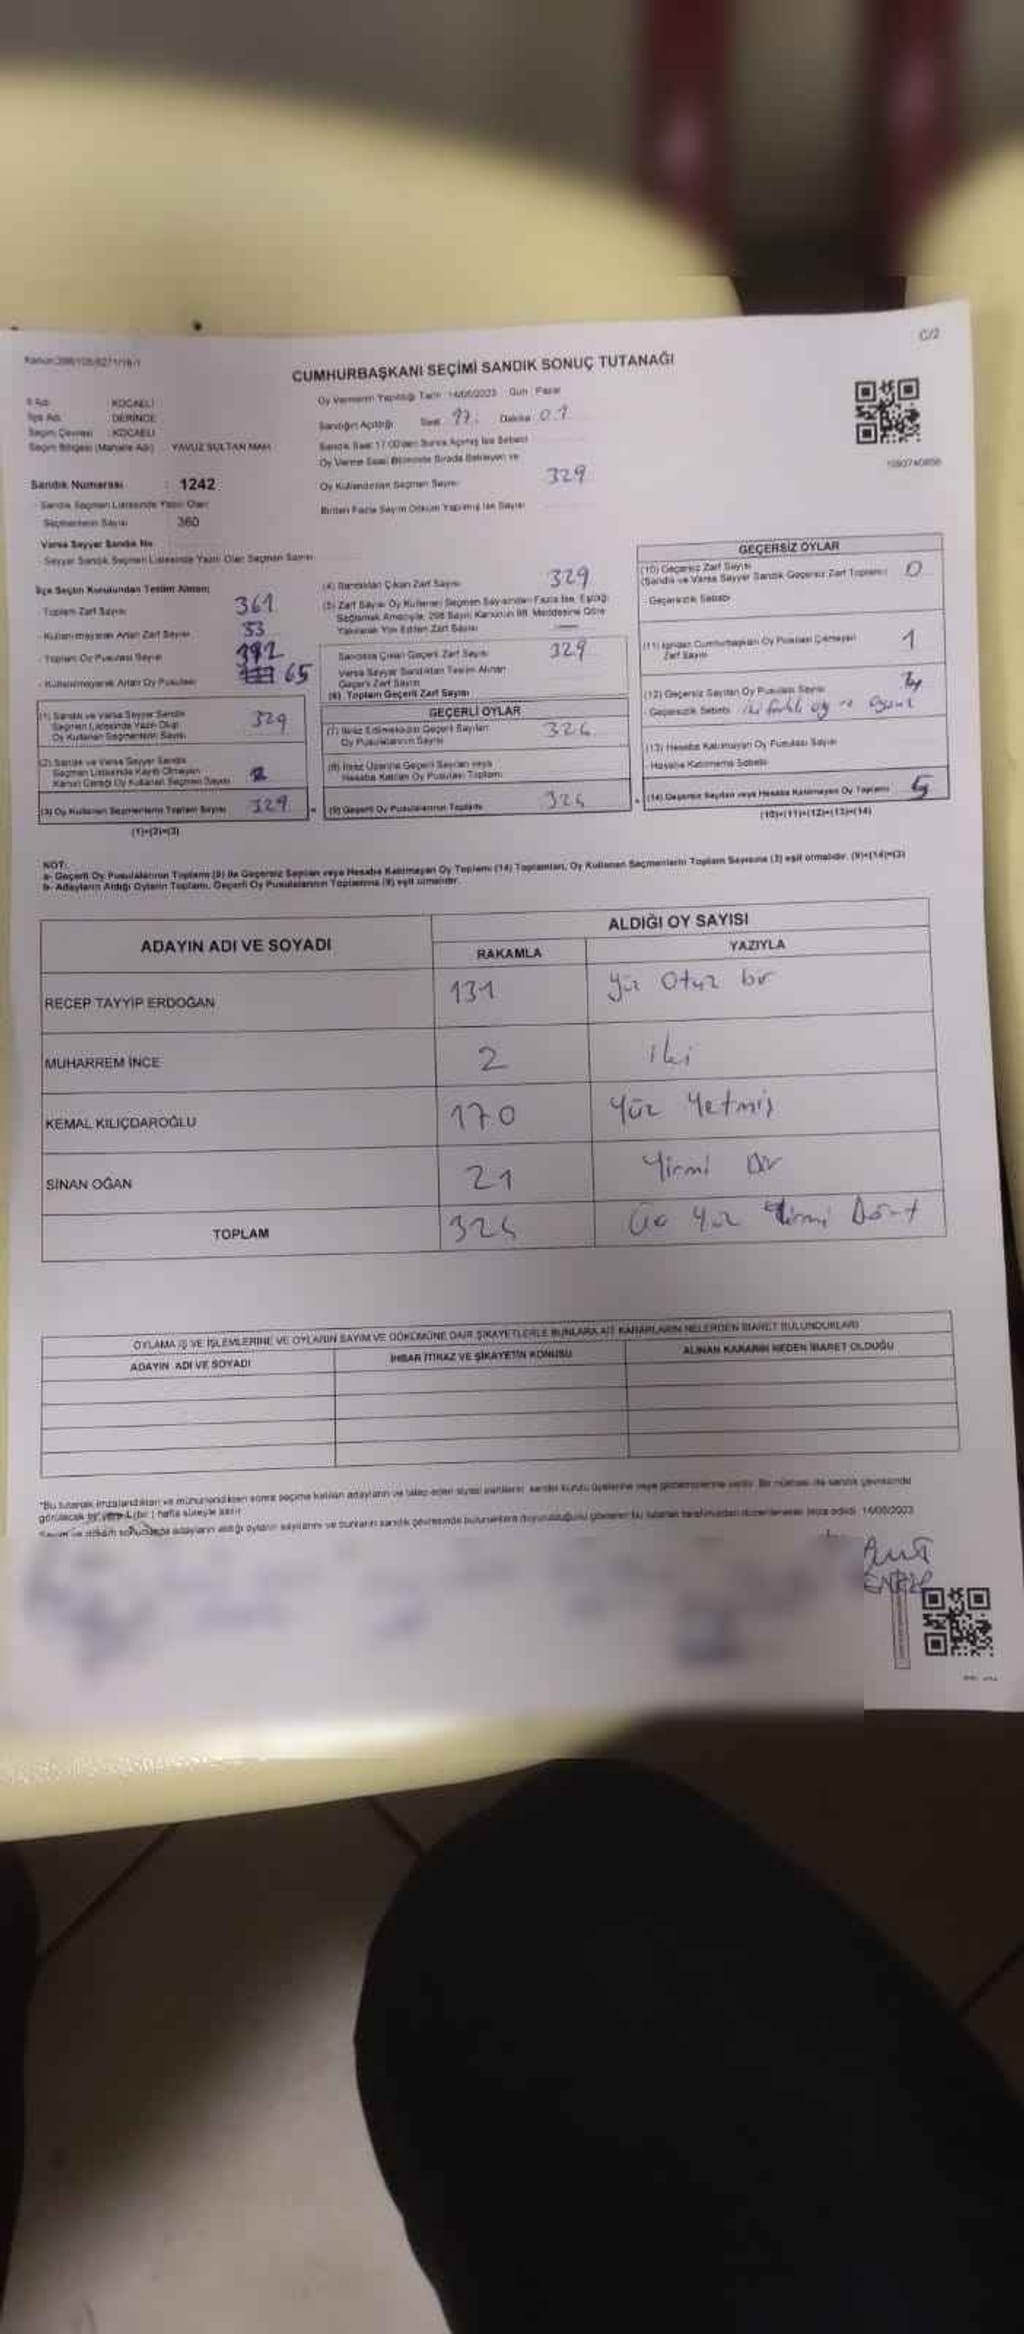 C/2
CUMHURBAŞKANI SEÇİMİ SANDIK SONUÇ TUTANAĞI
İl Adı : KOCAELİ
İlçe Adı : DERİNCE
Seçim Çevresi : KOCAELİ
Seçim Bölgesi (Mahalle Adı) : YAVUZ SULTAN MAH.
Sandık Numarası : 1242
Sandık Seçmen Listesinde Yazılı Olan
Seçmenlerin Sayısı : 360
Varsa Seyyar Sandık No
Seyyar Sandık Seçmen Listesinde Yazılı Olan Seçmen Sayısı
Oy Vermenin Yapıldığı Tarih : 14/05/2023 Gün : Pazar
Sandığın Açıldığı Saat 17: Dakika 01
Sandık Saat 17.00'den Sonra Açılmış İse Sebebi
Oy Verme Saati Bitiminde Sırada Bekleyen ve
Oy Kullandırılan Seçmen Sayısı 329
Birden Fazla Sayım Döküm Yapılmış İse Sayısı
İlçe Seçim Kurulundan Teslim Alınan;
- Toplam Zarf Sayısı 361
- Kullanılmayarak Artan Zarf Sayısı 33
- Toplam Oy Pusulası Sayısı 392
- Kullanılmayarak Artan Oy Pusulası 65
(1) Sandık ve Varsa Seyyar Sandık
Seçmen Listesinde Yazılı Olup
Oy Kullanan Seçmenlerin Sayısı 329
(2) Sandık ve Varsa Seyyar Sandık
Seçmen Listesinde Kayıtlı Olmayan
Kanun Gereği Oy Kullanan Seçmen Sayısı
(3) Oy Kullanan Seçmenlerin Toplam Sayısı 329
(1)+(2)=(3)
(4) Sandıktan Çıkan Zarf Sayısı 329
(5) Zarf Sayısı Oy Kullanan Seçmen Sayısından Fazla İse, Eşitliği
Sağlamak Amacıyla; 298 Sayılı Kanunun 98. Maddesine Göre
Yakılarak Yok Edilen Zarf Sayısı —
Sandıkta Çıkan Geçerli Zarf Sayısı 329
Varsa Seyyar Sandıktan Teslim Alınan
Geçerli Zarf Sayısı
(6) Toplam Geçerli Zarf Sayısı
GEÇERLİ OYLAR
(7) İtiraz Edilmeksizin Geçerli Sayılan
Oy Pusulalarının Sayısı 324
(8) İtiraz Üzerine Geçerli Sayılan veya
Hesaba Katılan Oy Pusulası Toplamı
(9) Geçerli Oy Pusulalarının Toplamı 324
GEÇERSİZ OYLAR
(10) Geçersiz Zarf Sayısı
(Sandık ve Varsa Seyyar Sandık Geçersiz Zarf Toplamı) 0
- Geçersizlik Sebebi
(11) İçinden Cumhurbaşkanı Oy Pusulası Çıkmayan
Zarf Sayısı 1
(12) Geçersiz Sayılan Oy Pusulası Sayısı 4
- Geçersizlik Sebebi iki farklı oy
(13) Hesaba Katılmayan Oy Pusulası Sayısı
- Hesaba Katılmama Sebebi
(14) Geçersiz Sayılan veya Hesaba Katılmayan Oy Toplamı 5
(10)+(11)+(12)+(13)=(14)
NOT:
a- Geçerli Oy Pusulalarının Toplamı (9) ile Geçersiz Sayılan veya Hesaba Katılmayan Oy Toplamı (14) Toplamları, Oy Kullanan Seçmenlerin Toplam Sayısına (3) eşit olmalıdır. (9)+(14)=(3)
b- Adayların Aldığı Oyların Toplamı, Geçerli Oy Pusulalarının Toplamına (9) eşit olmalıdır.
ADAYIN ADI VE SOYADI ALDIĞI OY SAYISI
RAKAMLA YAZIYLA
RECEP TAYYİP ERDOĞAN 131 Yüz Otuz bir
MUHARREM İNCE 2 iki
KEMAL KILIÇDAROĞLU 170 Yüz Yetmiş
SİNAN OĞAN 21 Yirmi bir
TOPLAM 324 Üç Yüz Yirmi Dört
OYLAMA İŞ VE İŞLEMLERİNE VE OYLARIN SAYIM VE DÖKÜMÜNE DAİR ŞİKAYETLERLE BUNLARA AİT KARARLARIN NELERDEN İBARET BULUNDUKLARI
ADAYIN ADI VE SOYADI İHBAR İTİRAZ VE ŞİKAYETİN KONUSU ALINAN KARARIN NEDEN İBARET OLDUĞU